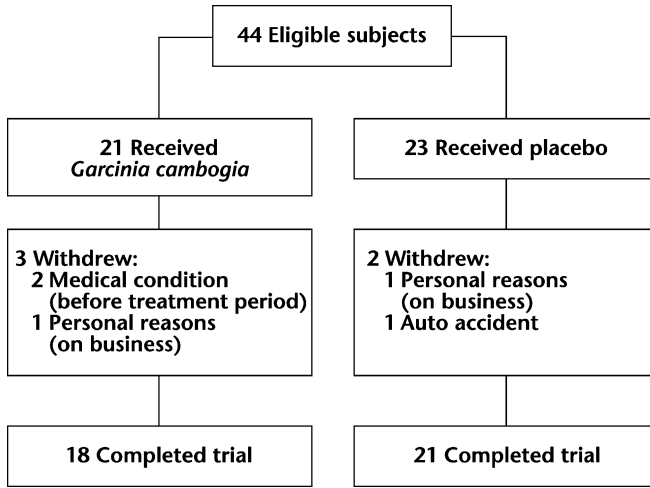 44 Eligible subjects
21 Received
Garcinia cambogia
23 Received placebo
3 Withdrew:
2 Medical condition
(before treatment period)
1 Personal reasons
(on business)
2 Withdrew:
1 Personal reasons
(on business)
1 Auto accident
18 Completed trial
21 Completed trial